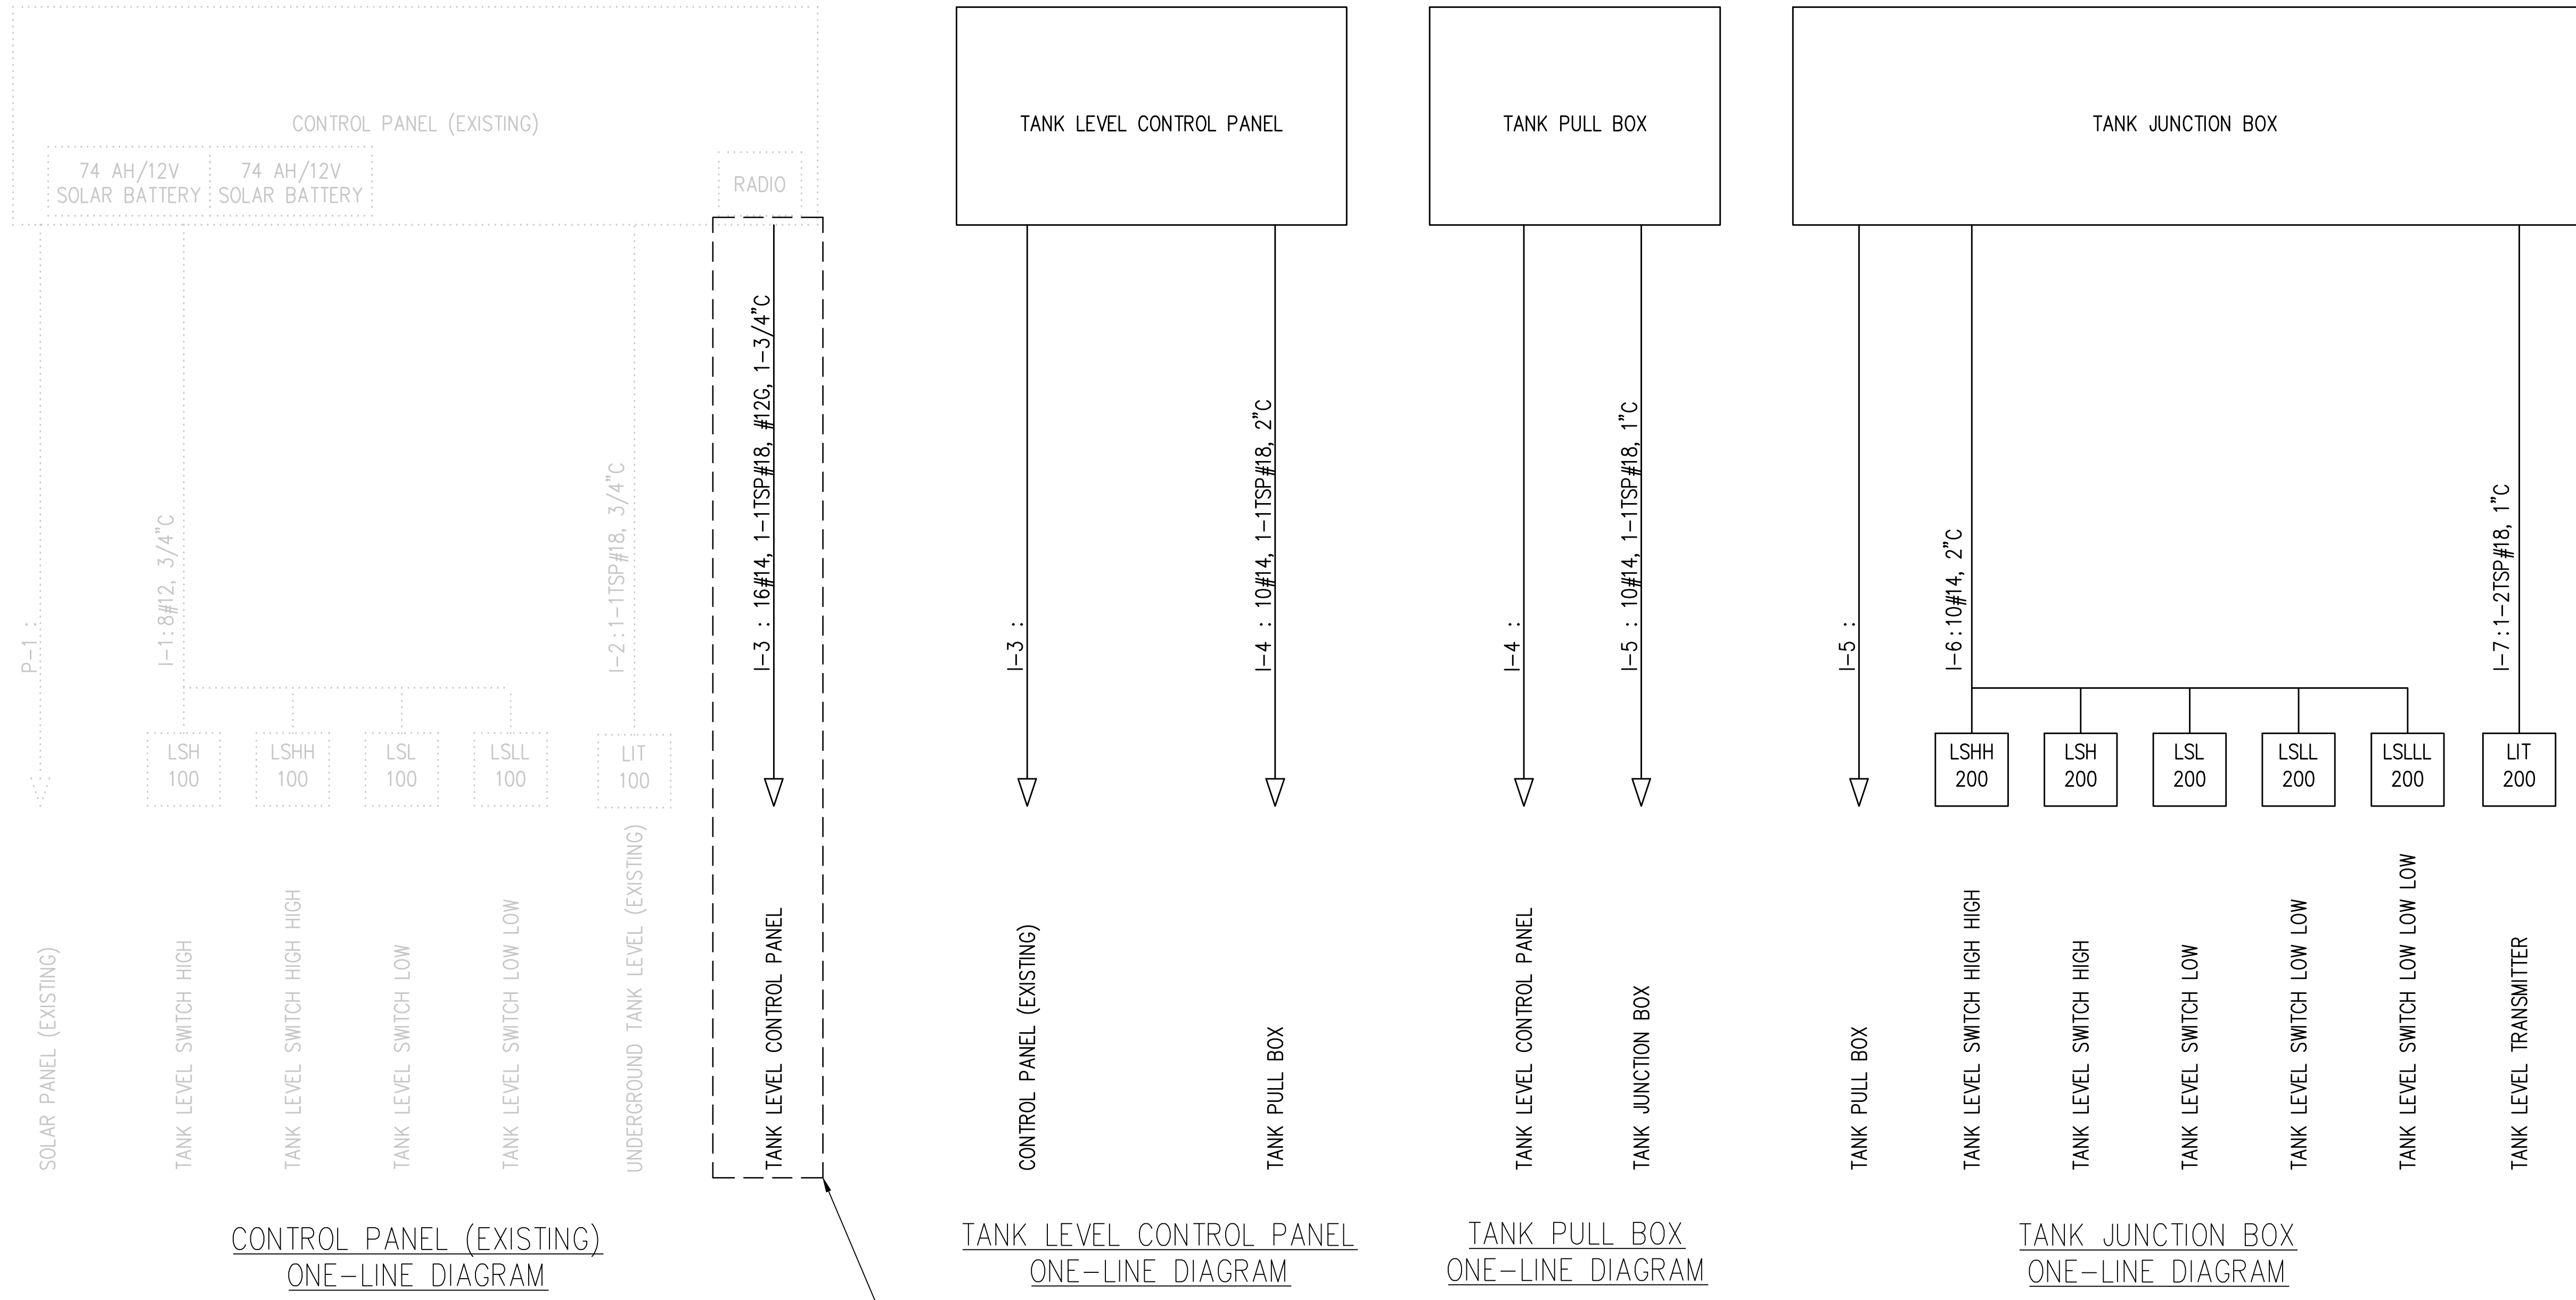 CONTROL PANEL (EXISTING)
74 AH/12V
SOLAR BATTERY
74 AH/12V
SOLAR BATTERY
RADIO
P-1 :
I-1:8#12, 3/4"C
I-2:1-1TSP#18, 3/4"C
I-3 : 16#14, 1-1TSP#18, #12G, 1-3/4"C
LSH
100
LSHH
100
LSL
100
LSLL
100
LIT
100
SOLAR PANEL (EXISTING)
TANK LEVEL SWITCH HIGH
TANK LEVEL SWITCH HIGH HIGH
TANK LEVEL SWITCH LOW
TANK LEVEL SWITCH LOW LOW
UNDERGROUND TANK LEVEL (EXISTING)
TANK LEVEL CONTROL PANEL
CONTROL PANEL (EXISTING)
ONE-LINE DIAGRAM
TANK LEVEL CONTROL PANEL
I-3 :
I-4 : 10#14, 1-1TSP#18, 2"C
CONTROL PANEL (EXISTING)
TANK PULL BOX
TANK LEVEL CONTROL PANEL
ONE-LINE DIAGRAM
TANK PULL BOX
I-4 :
I-5 : 10#14, 1-1TSP#18, 1"C
TANK LEVEL CONTROL PANEL
TANK JUNCTION BOX
TANK PULL BOX
ONE-LINE DIAGRAM
TANK JUNCTION BOX
I-5 :
I-6:10#14, 2"C
I-7:1-2TSP#18, 1"C
LSHH
200
LSH
200
LSL
200
LSLL
200
LSLLL
200
LIT
200
TANK PULL BOX
TANK LEVEL SWITCH HIGH HIGH
TANK LEVEL SWITCH HIGH
TANK LEVEL SWITCH LOW
TANK LEVEL SWITCH LOW LOW
TANK LEVEL SWITCH LOW LOW LOW
TANK LEVEL TRANSMITTER
TANK JUNCTION BOX
ONE-LINE DIAGRAM